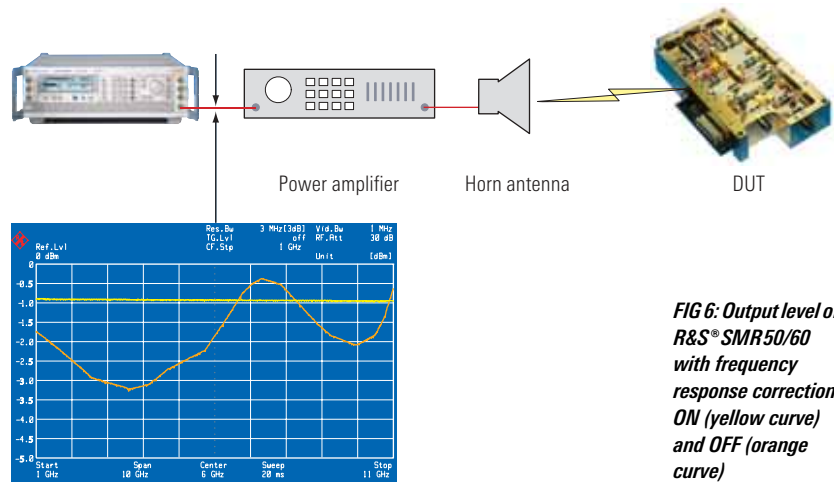 Power amplifier Horn antenna DUT
Res.Bw 3 MHz[3dB] Vid.Bw 1 MHz
Ref.Lvl TG.Lvl off RF.Att 30 dB
0 dBm CF.Stp 1 GHz Unit [dBm]
0
-0.5
-1.0
-1.5
-2.0
-2.5
-3.0
-3.5
-4.0
-4.5
-5.0
Start Span Center Sweep Stop
1 GHz 10 GHz 6 GHz 20 ms 11 GHz
FIG 6: Output level o
R&S® SMR 50/60
with frequency
response correction
ON (yellow curve)
and OFF (orange
curve)